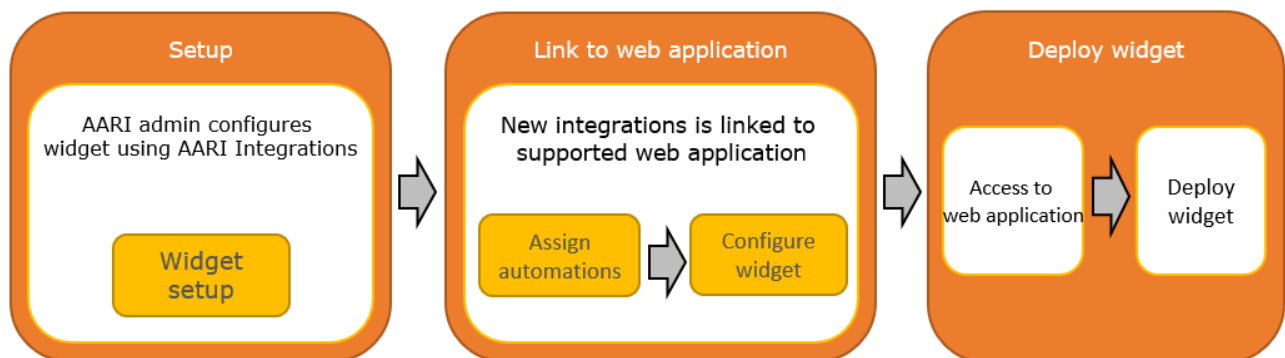 Setup
AARI admin configures
widget using AARI Integrations
Widget
setup
Link to web application
New integrations is linked to
supported web application
Assign
automations
Configure
widget
Deploy widget
Access to
web application
Deploy
widget